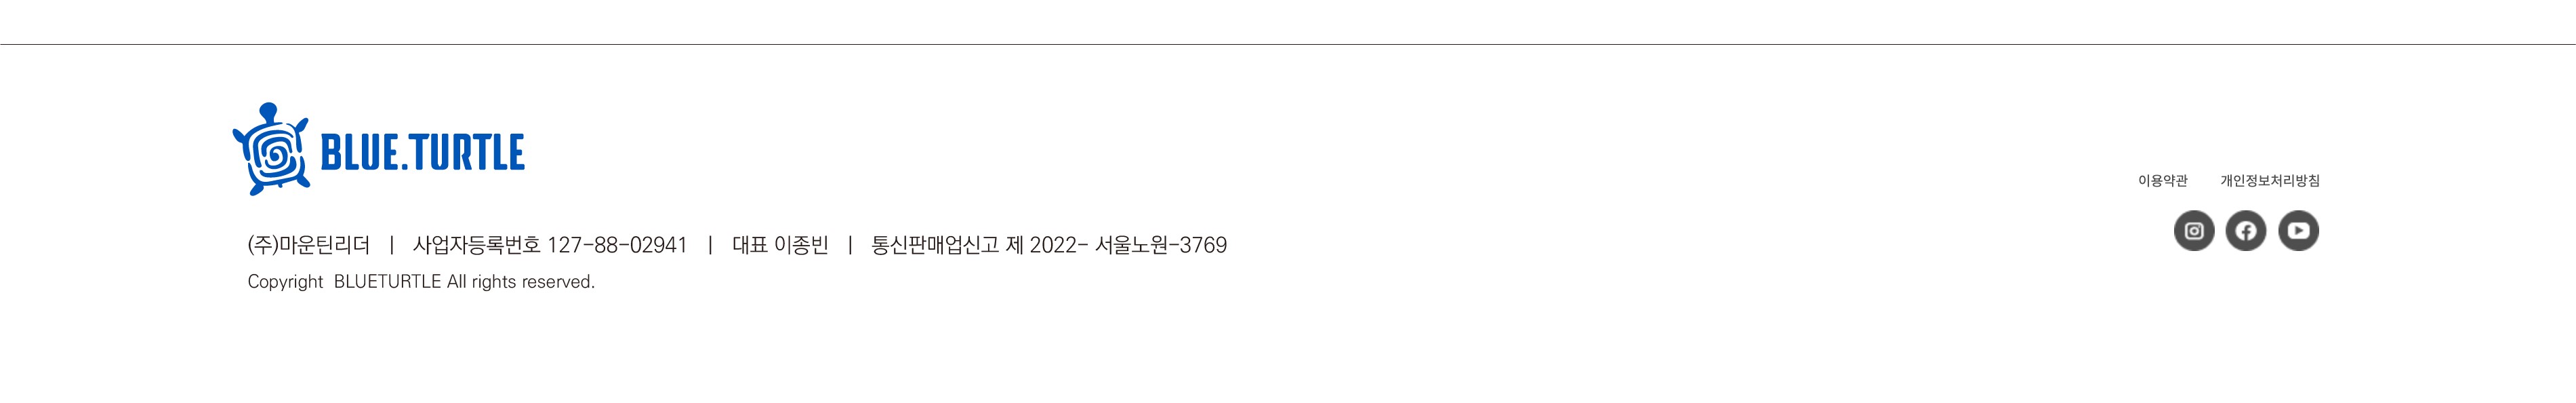 BLUE.TURTLE
이용약관 개인정보처리방침
(주)마운틴리더 | 사업자등록번호 127-88-02941 | 대표 이종빈 | 통신판매업신고 제 2022- 서울노원-3769
Copyright BLUETURTLE All rights reserved.